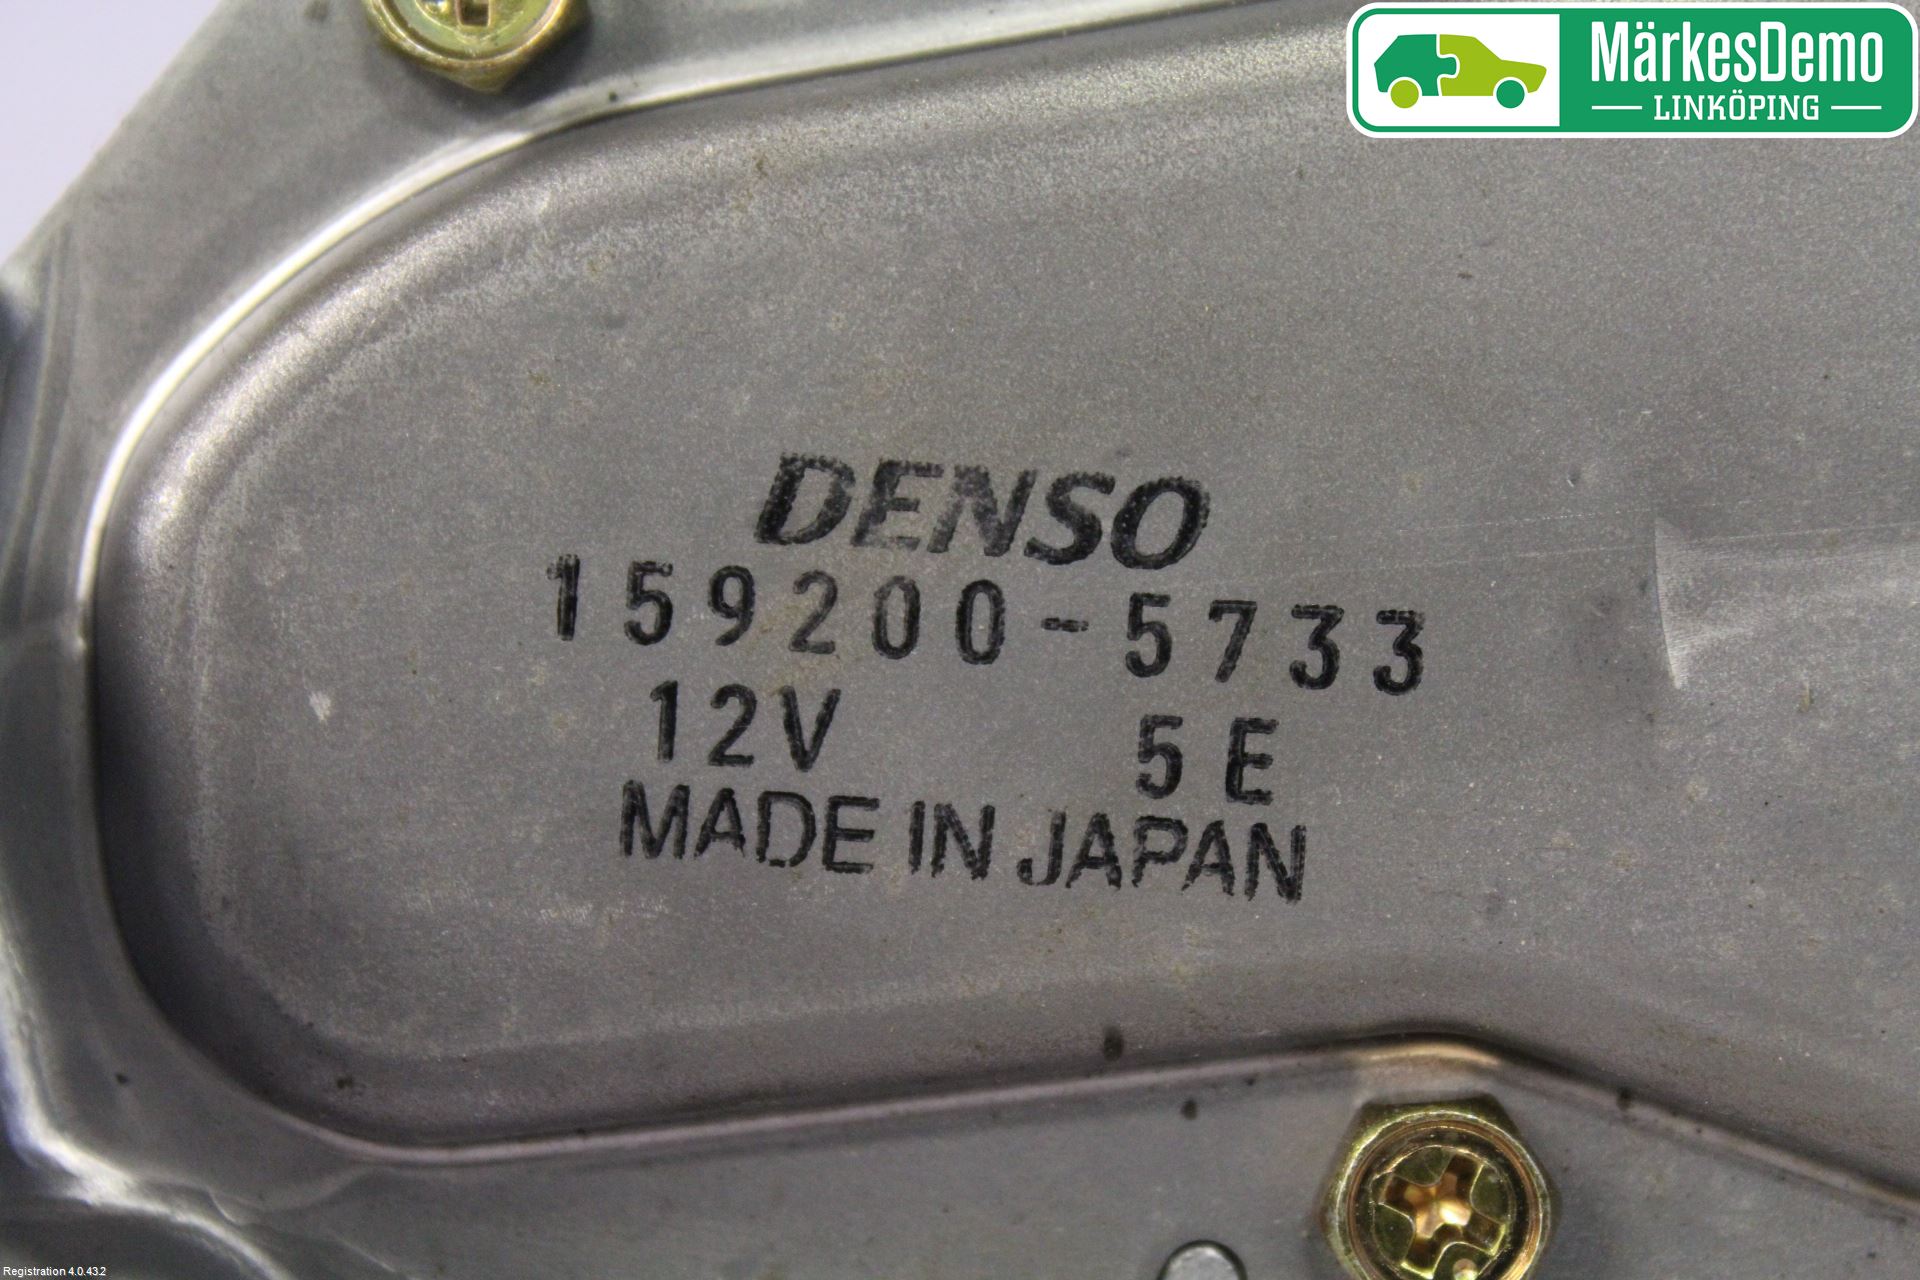 MärkesDemo
LINKÖPING
DENSO
159200-5733
12V 5E
MADE IN JAPAN
Registration 4.0.43.2